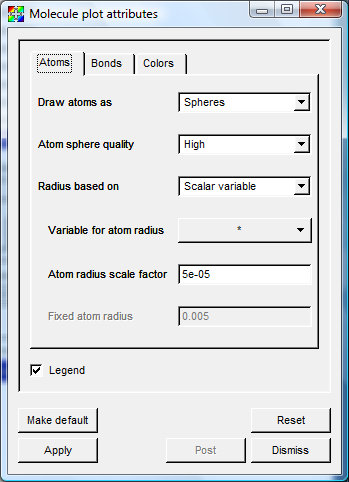 Molecule plot attributes
Atoms Bonds Colors
Draw atoms as Spheres
Atom sphere quality High
Radius based on Scalar variable
Variable for atom radius *
Atom radius scale factor 5e-05
Fixed atom radius 0.005
Legend
Make default Reset
Apply Post Dismiss